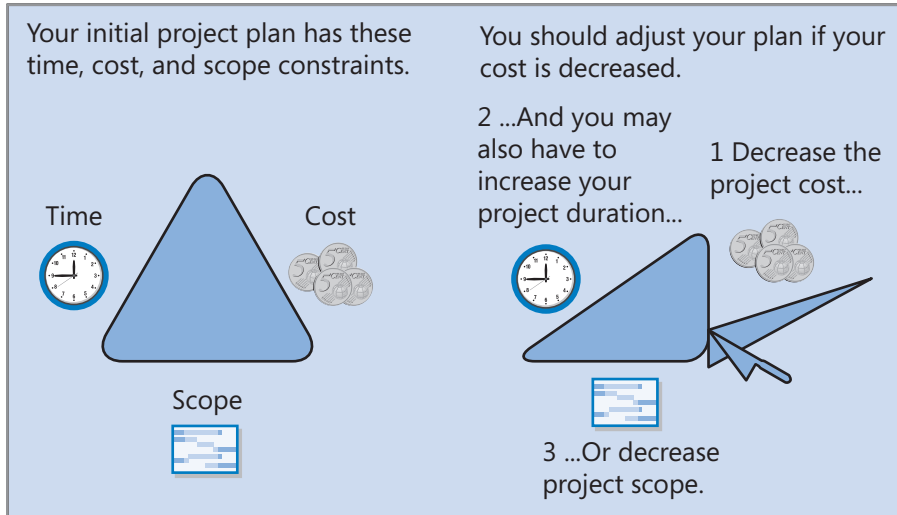 Your initial project plan has these
time, cost, and scope constraints.
Time
Cost
Scope
You should adjust your plan if your
cost is decreased.
2 ...And you may
also have to
increase your
project duration...
1 Decrease the
project cost...
3 ...Or decrease
project scope.